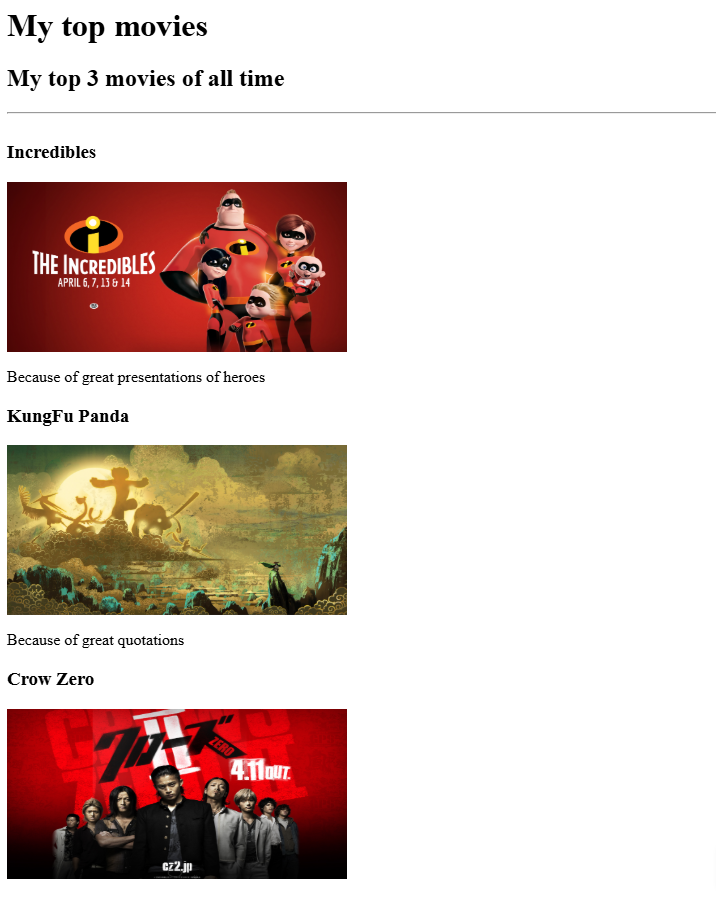 My top movies
My top 3 movies of all time
Incredibles
THE INCREDIBLES
APRIL 6, 7, 13 & 14
Because of great presentations of heroes
KungFu Panda
Because of great quotations
Crow Zero
クローズ
ZERO
II
4.11 OUT.
cz2.jp